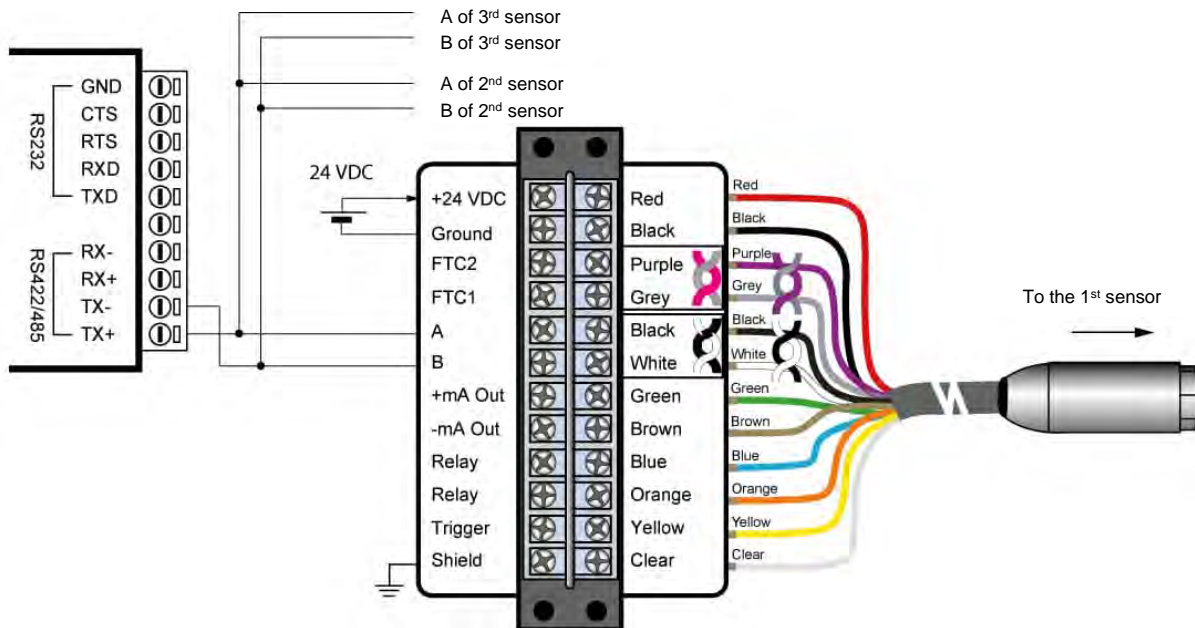 A of 3rd sensor
B of 3rd sensor
A of 2nd sensor
B of 2nd sensor
RS232
GND
CTS
RTS
RXD
TXD
RS422/485
RX-
RX+
TX-
TX+
24 VDC
+24 VDC
Ground
FTC2
FTC1
A
B
+mA Out
-mA Out
Relay
Relay
Trigger
Shield
Red
Black
Purple
Grey
Black
White
Green
Brown
Blue
Orange
Yellow
Clear
Red
Black
Purple
Grey
Black
White
Green
Brown
Blue
Orange
Yellow
Clear
To the 1st sensor